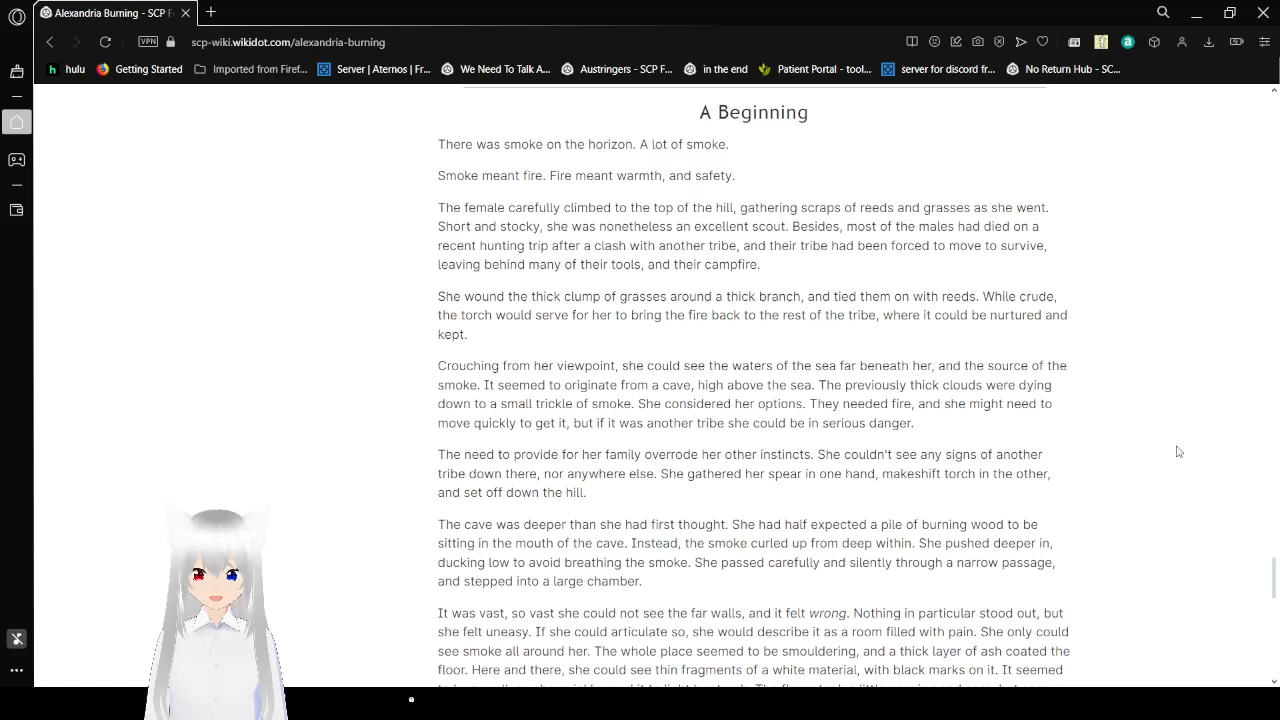 Alexandria Burning - SCP F
VPN scp-wiki.wikidot.com/alexandria-burning
hulu Getting Started Imported from Firef... Server | Aternos | Fr... We Need To Talk A... Austringers - SCP F... in the end Patient Portal - tool... server for discord fr... No Return Hub - SC...
A Beginning
There was smoke on the horizon. A lot of smoke.
Smoke meant fire. Fire meant warmth, and safety.
The female carefully climbed to the top of the hill, gathering scraps of reeds and grasses as she went.
Short and stocky, she was nonetheless an excellent scout. Besides, most of the males had died on a
recent hunting trip after a clash with another tribe, and their tribe had been forced to move to survive,
leaving behind many of their tools, and their campfire.
She wound the thick clump of grasses around a thick branch, and tied them on with reeds. While crude,
the torch would serve for her to bring the fire back to the rest of the tribe, where it could be nurtured and
kept.
Crouching from her viewpoint, she could see the waters of the sea far beneath her, and the source of the
smoke. It seemed to originate from a cave, high above the sea. The previously thick clouds were dying
down to a small trickle of smoke. She considered her options. They needed fire, and she might need to
move quickly to get it, but if it was another tribe she could be in serious danger.
The need to provide for her family overrode her other instincts. She couldn't see any signs of another
tribe down there, nor anywhere else. She gathered her spear in one hand, makeshift torch in the other,
and set off down the hill.
The cave was deeper than she had first thought. She had half expected a pile of burning wood to be
sitting in the mouth of the cave. Instead, the smoke curled up from deep within. She pushed deeper in,
ducking low to avoid breathing the smoke. She passed carefully and silently through a narrow passage,
and stepped into a large chamber.
It was vast, so vast she could not see the far walls, and it felt wrong. Nothing in particular stood out, but
she felt uneasy. If she could articulate so, she would describe it as a room filled with pain. She only could
see smoke all around her. The whole place seemed to be smouldering, and a thick layer of ash coated the
floor. Here and there, she could see thin fragments of a white material, with black marks on it. It seemed